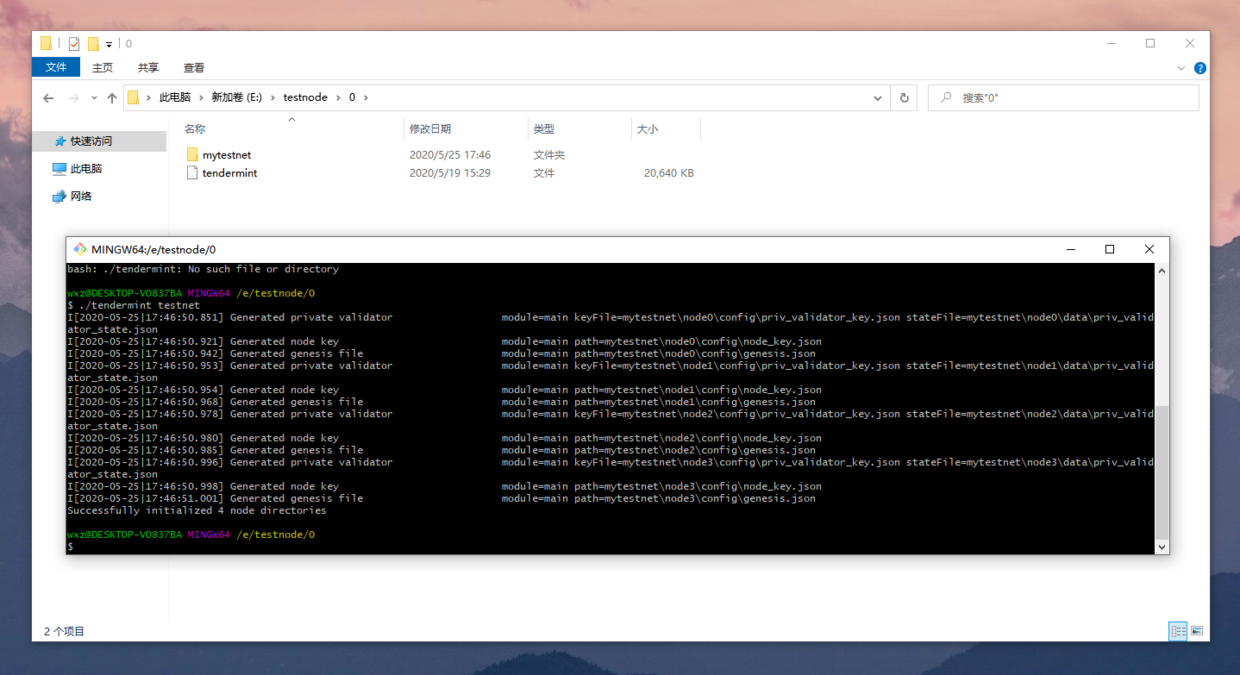 0
文件 主页 共享 查看
此电脑 新加卷 (E:) testnode 0
搜索"0"
名称 修改日期 类型 大小
快速访问
此电脑
网络
mytestnet 2020/5/25 17:46 文件夹
tendermint 2020/5/19 15:29 文件 20,640 KB
MINGW64:/e/testnode/0
bash: ./tendermint: No such file or directory
wxz@DESKTOP-VO837BA MINGW64 /e/testnode/0
$ ./tendermint testnet
I[2020-05-25|17:46:50.851] Generated private validator module=main keyFile=mytestnet\node0\config\priv_validator_key.json stateFile=mytestnet\node0\data\priv_valid
ator_state.json
I[2020-05-25|17:46:50.921] Generated node key module=main path=mytestnet\node0\config\node_key.json
I[2020-05-25|17:46:50.942] Generated genesis file module=main path=mytestnet\node0\config\genesis.json
I[2020-05-25|17:46:50.953] Generated private validator module=main keyFile=mytestnet\node1\config\priv_validator_key.json stateFile=mytestnet\node1\data\priv_valid
ator_state.json
I[2020-05-25|17:46:50.954] Generated node key module=main path=mytestnet\node1\config\node_key.json
I[2020-05-25|17:46:50.968] Generated genesis file module=main path=mytestnet\node1\config\genesis.json
I[2020-05-25|17:46:50.978] Generated private validator module=main keyFile=mytestnet\node2\config\priv_validator_key.json stateFile=mytestnet\node2\data\priv_valid
ator_state.json
I[2020-05-25|17:46:50.980] Generated node key module=main path=mytestnet\node2\config\node_key.json
I[2020-05-25|17:46:50.985] Generated genesis file module=main path=mytestnet\node2\config\genesis.json
I[2020-05-25|17:46:50.996] Generated private validator module=main keyFile=mytestnet\node3\config\priv_validator_key.json stateFile=mytestnet\node3\data\priv_valid
ator_state.json
I[2020-05-25|17:46:50.998] Generated node key module=main path=mytestnet\node3\config\node_key.json
I[2020-05-25|17:46:51.001] Generated genesis file module=main path=mytestnet\node3\config\genesis.json
Successfully initialized 4 node directories
wxz@DESKTOP-VO837BA MINGW64 /e/testnode/0
$
2 个项目